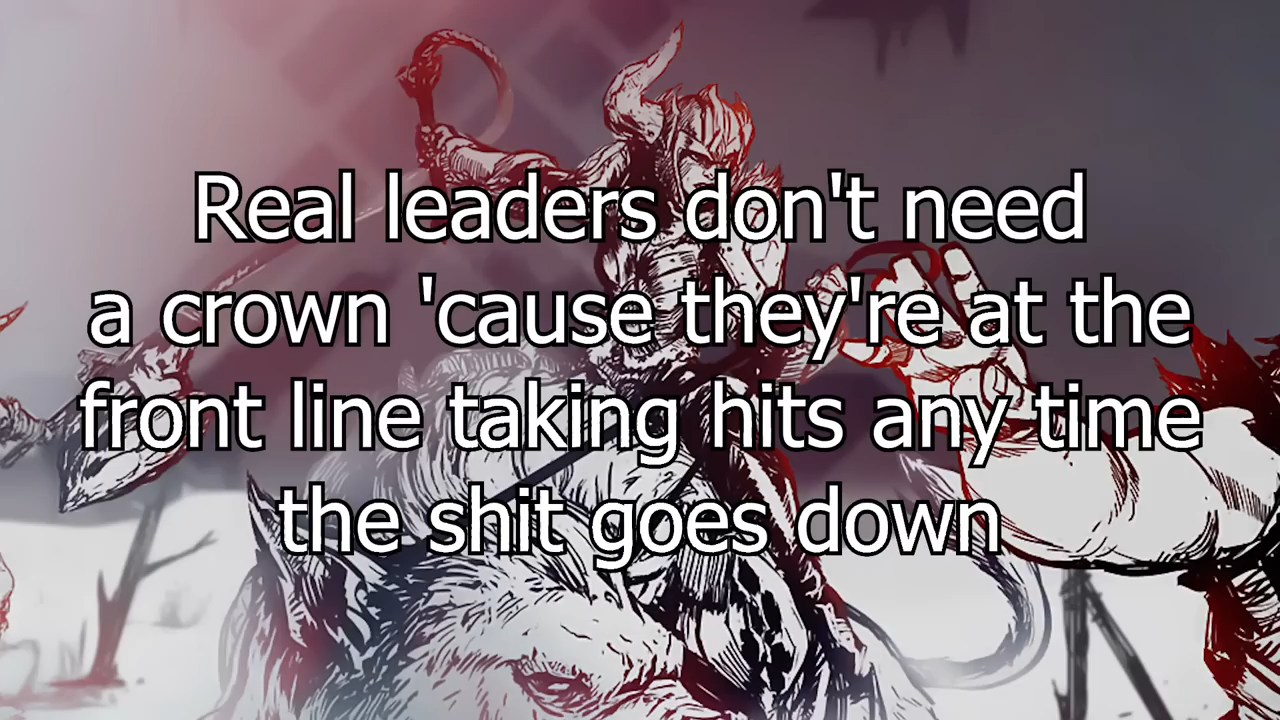 Real leaders don't need
a crown 'cause they're at the
front line taking hits any time
the shit goes down